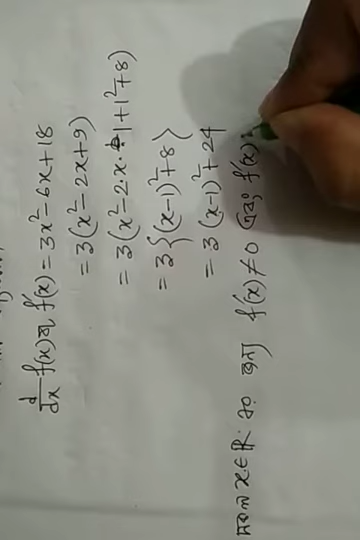 d/dx f(x) বা f′(x) = 3x² − 6x + 18
= 3(x² − 2x + 9)
= 3(x² − 2·x·1 + 1² + 8)
= 3{(x−1)² + 8}
= 3(x−1)² + 24
সকল x ∈ ℝ এর জন্য f′(x) ≠ 0 এবং f′(x)